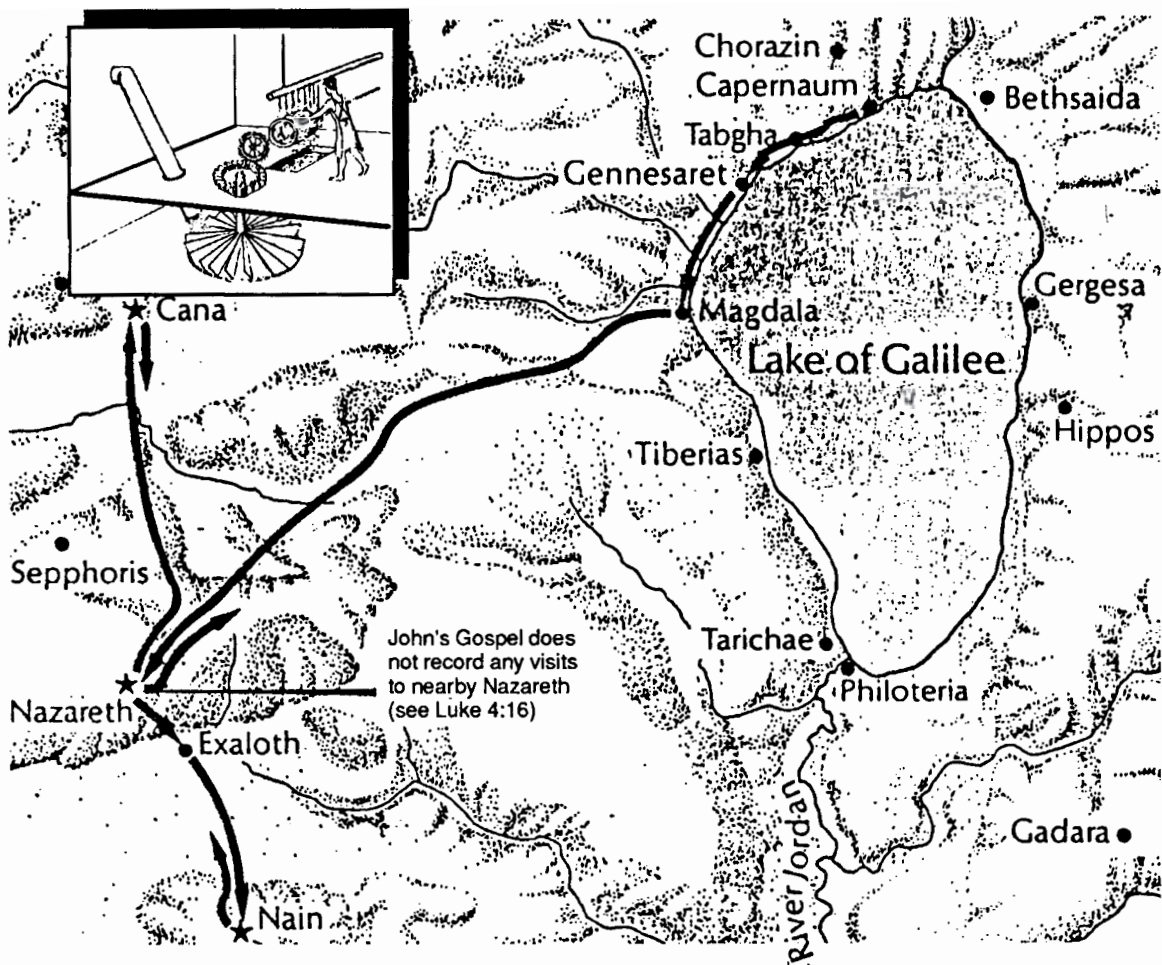 Chorazin
Capernaum
Bethsaida
Tabgha
Gennesaret
Gergesa
Cana
Magdala
Lake of Galilee
Hippos
Tiberias
Sepphoris
John's Gospel does
not record any visits
to nearby Nazareth
(see Luke 4:16)
Tarichae
Philoteria
Nazareth
Exaloth
River Jordan
Gadara
Nain